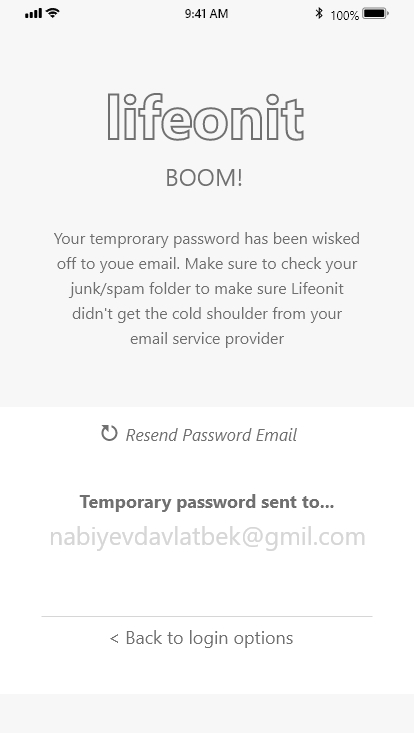 9:41 AM 100%
lifeonit
BOOM!
Your temprorary password has been wisked
off to youe email. Make sure to check your
junk/spam folder to make sure Lifeonit
didn't get the cold shoulder from your
email service provider
Resend Password Email
Temporary password sent to...
nabiyevdavlatbek@gmil.com
< Back to login options